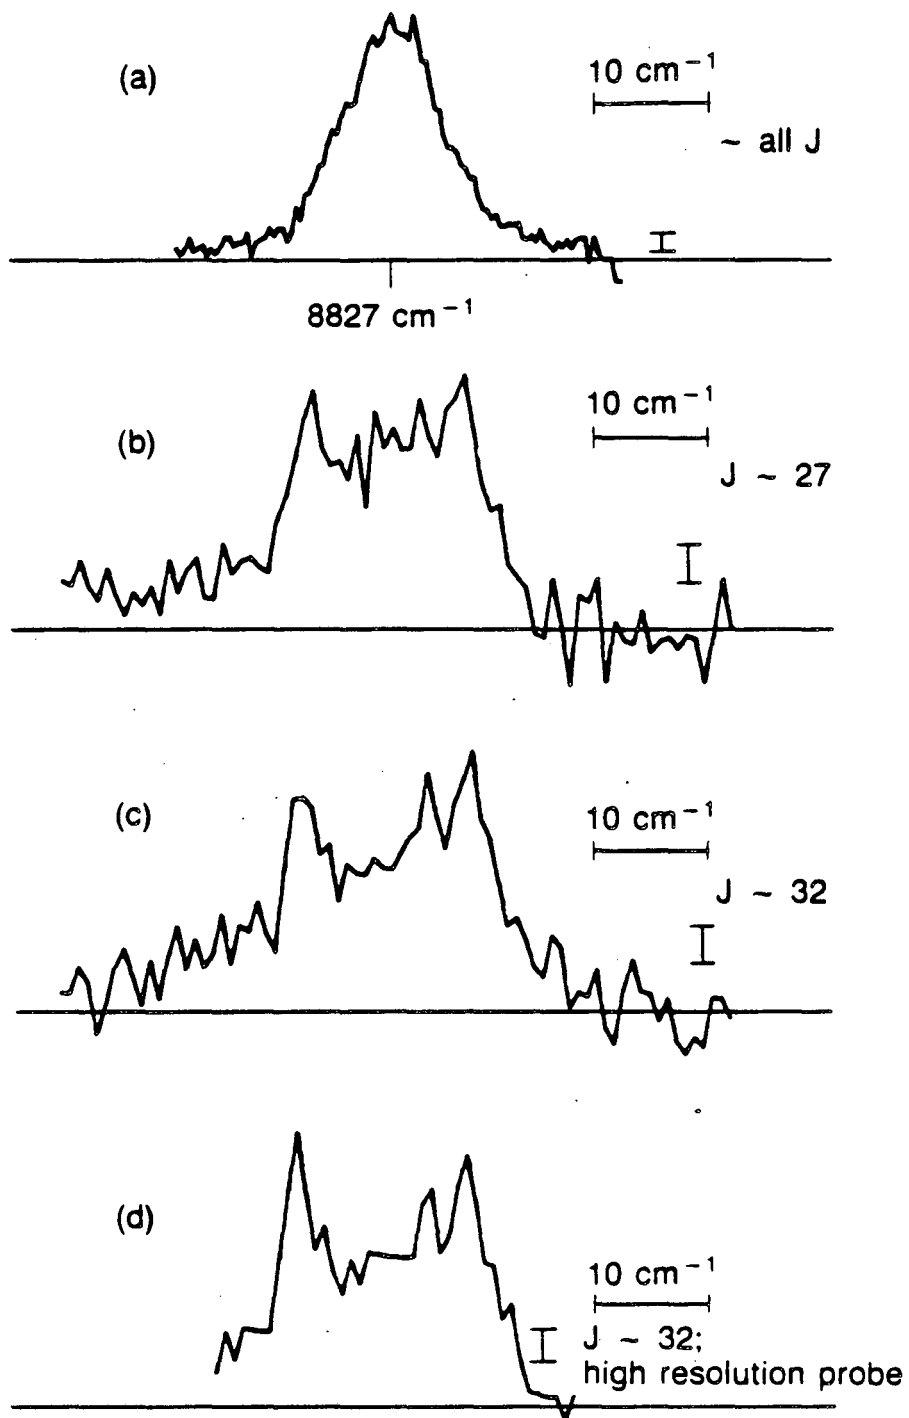 (a)
10 cm⁻¹
~ all J
8827 cm⁻¹
(b)
10 cm⁻¹
J ~ 27
(c)
10 cm⁻¹
J ~ 32
(d)
10 cm⁻¹
J ~ 32;
high resolution probe